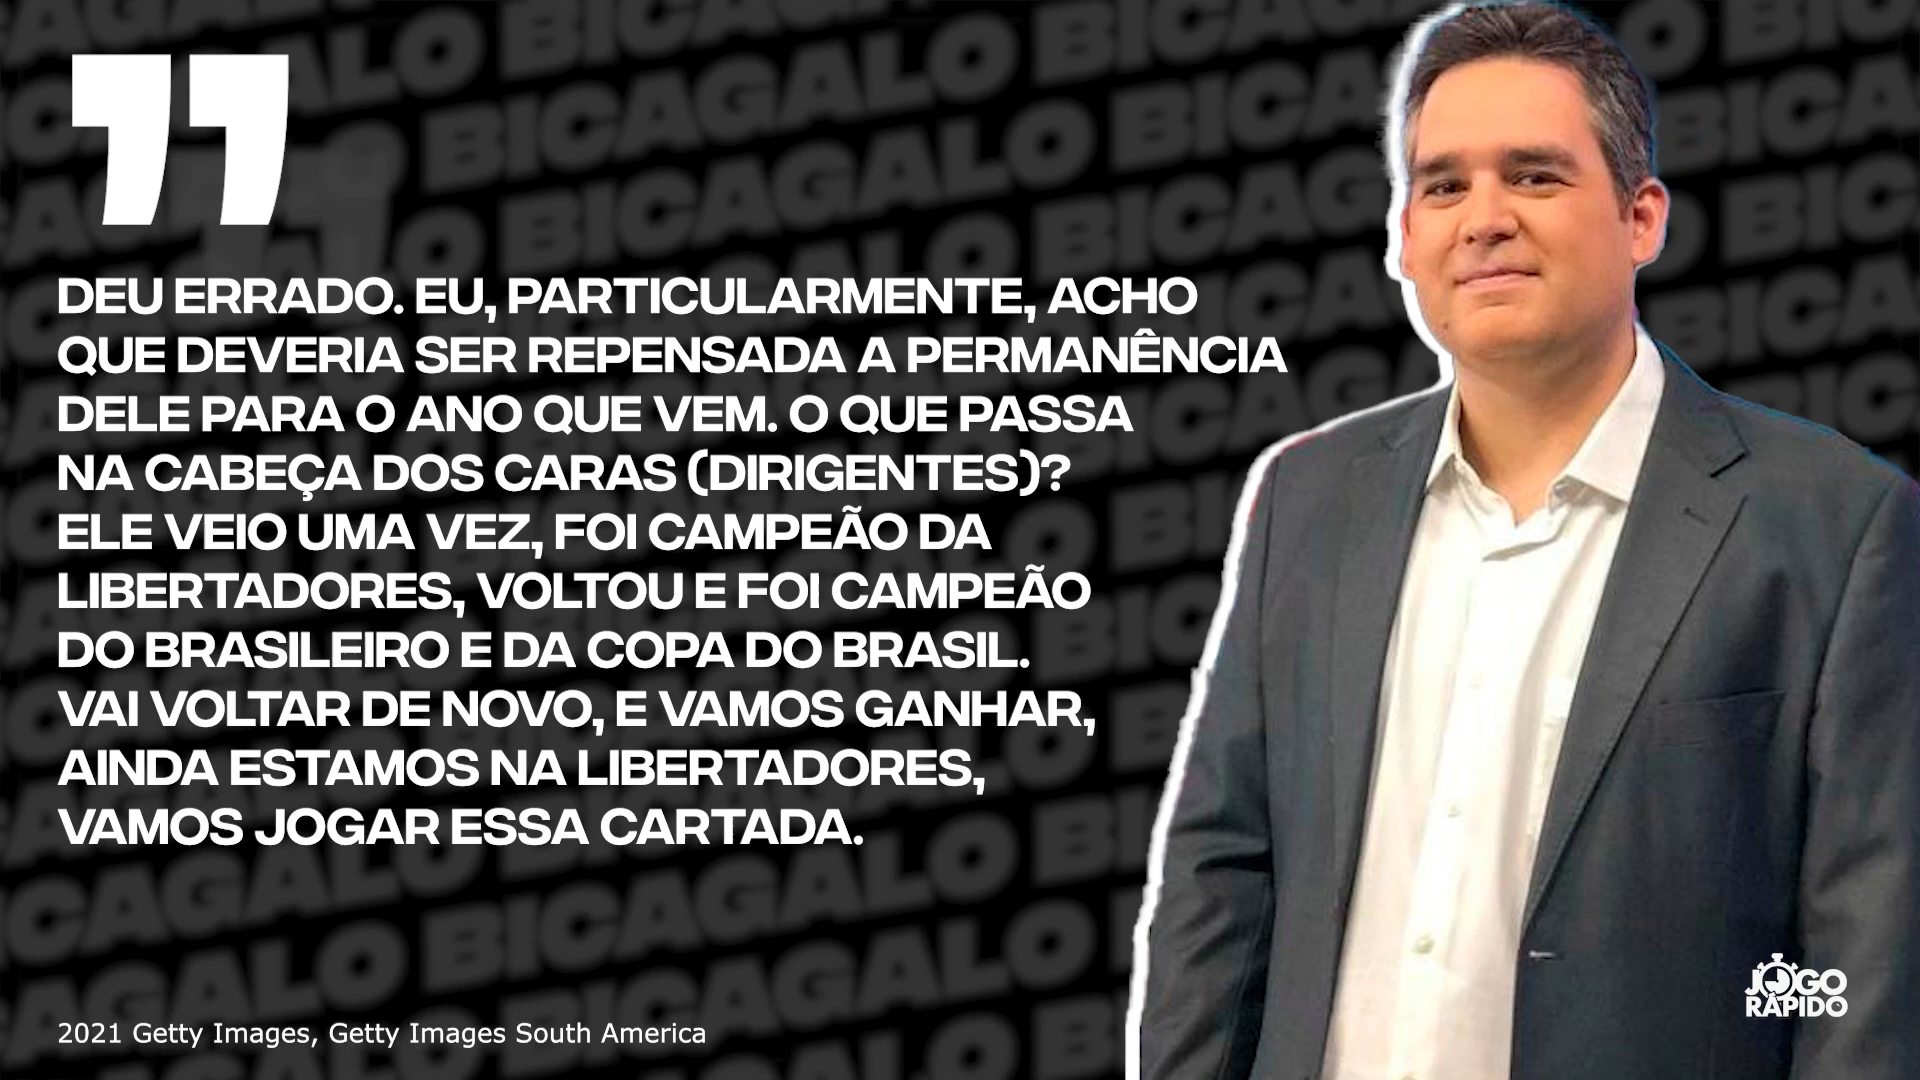 DEU ERRADO. EU, PARTICULARMENTE, ACHO
QUE DEVERIA SER REPENSADA A PERMANÊNCIA
DELE PARA O ANO QUE VEM. O QUE PASSA
NA CABEÇA DOS CARAS (DIRIGENTES)?
ELE VEIO UMA VEZ, FOI CAMPEÃO DA
LIBERTADORES, VOLTOU E FOI CAMPEÃO
DO BRASILEIRO E DA COPA DO BRASIL.
VAI VOLTAR DE NOVO, E VAMOS GANHAR,
AINDA ESTAMOS NA LIBERTADORES,
VAMOS JOGAR ESSA CARTADA.
2021 Getty Images, Getty Images South America
JOGO
RÁPIDO
BICAGALO